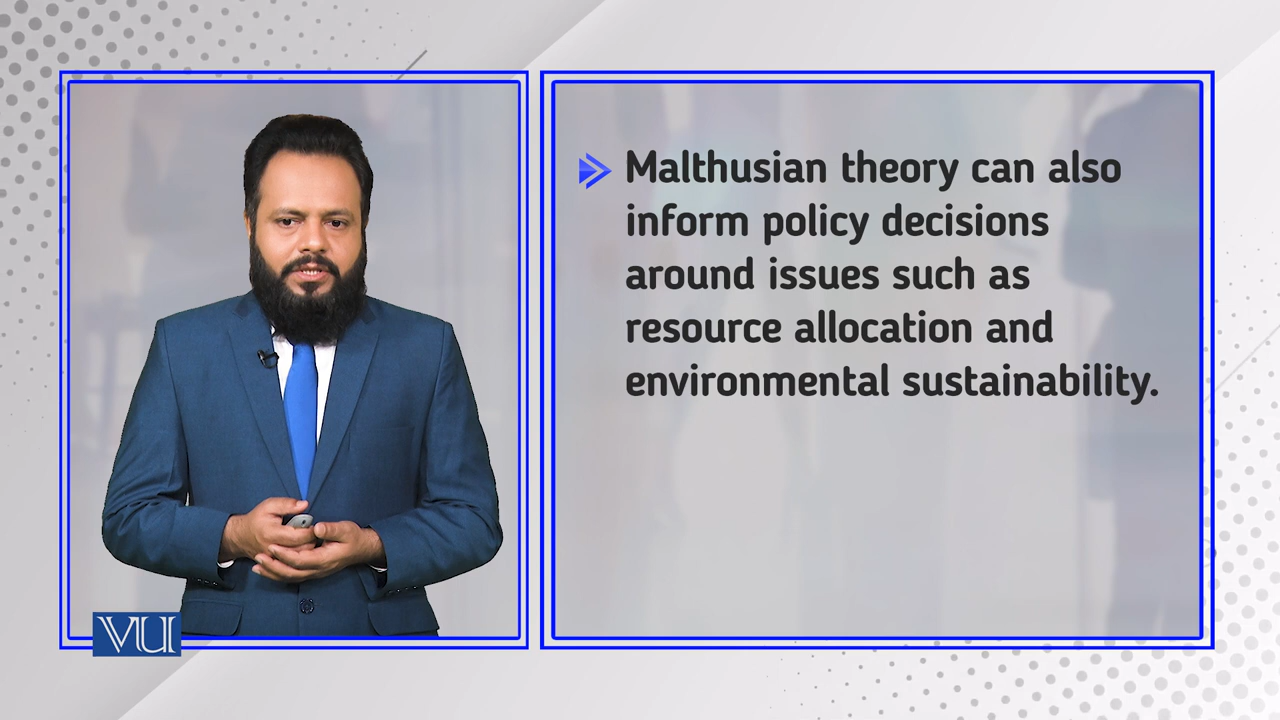 Malthusian theory can also
inform policy decisions
around issues such as
resource allocation and
environmental sustainability.
VU